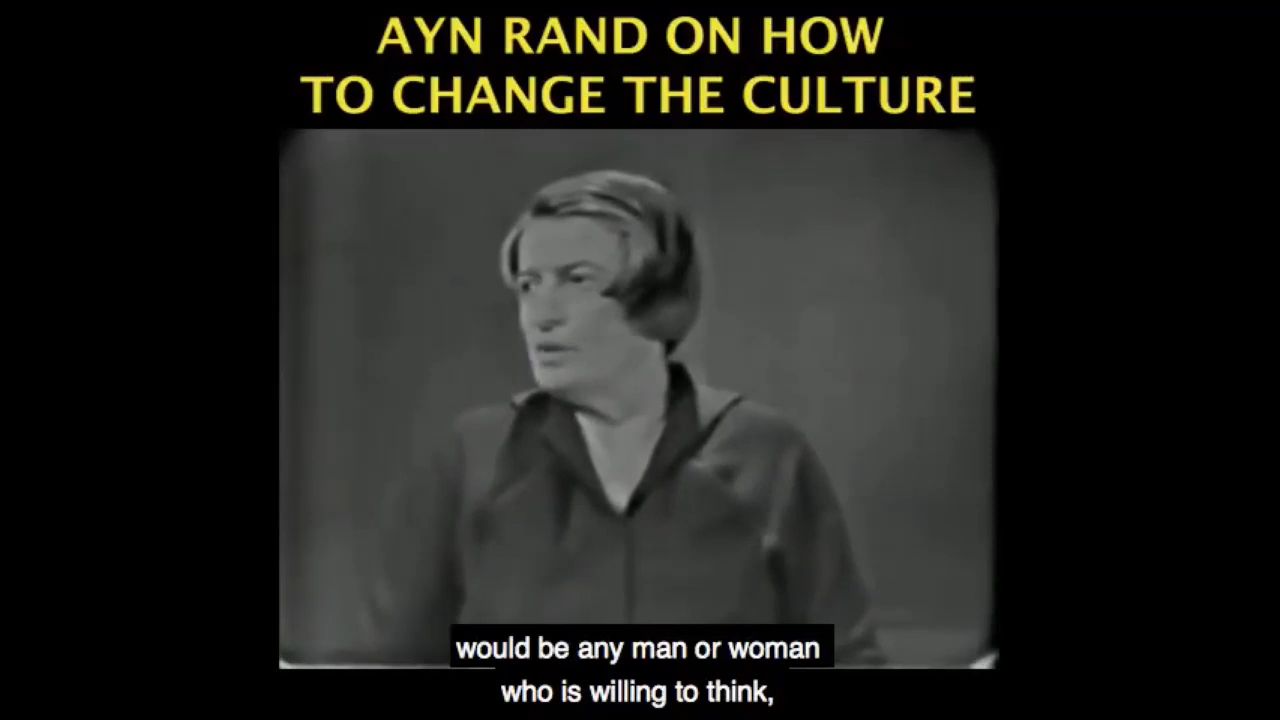 AYN RAND ON HOW
TO CHANGE THE CULTURE
would be any man or woman
who is willing to think,